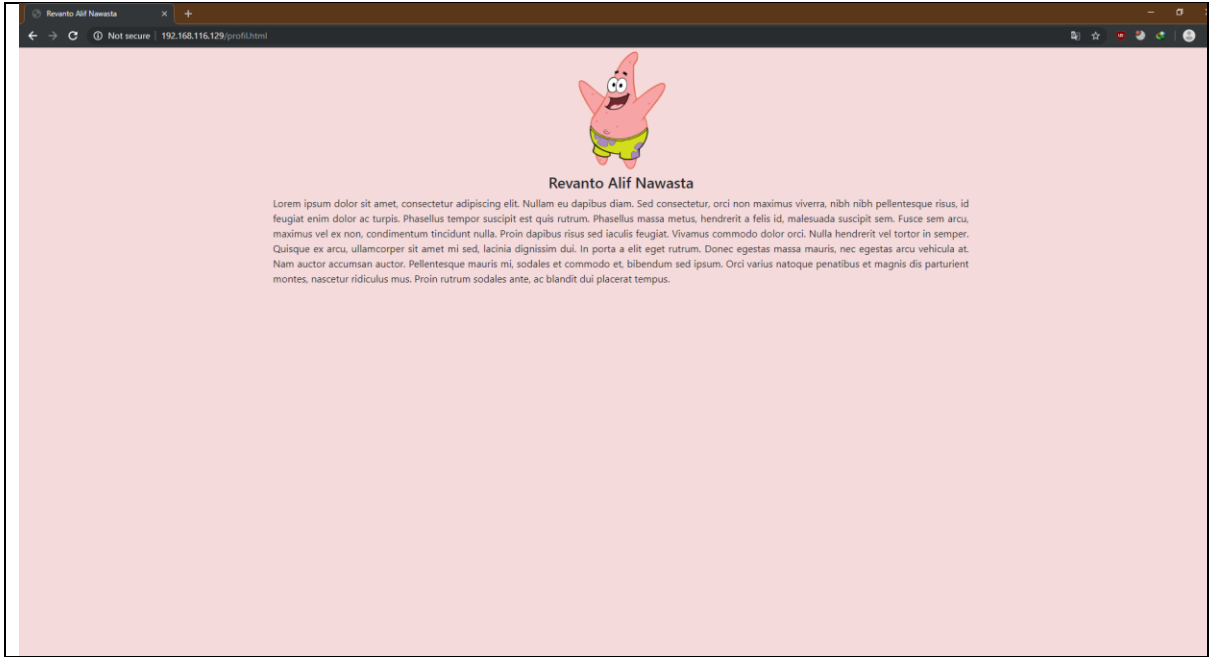 Revanto Alif Nawasta
Not secure | 192.168.116.129/profil.html
Revanto Alif Nawasta
Lorem ipsum dolor sit amet, consectetur adipiscing elit. Nullam eu dapibus diam. Sed consectetur, orci non maximus viverra, nibh nibh pellentesque risus, id
feugiat enim dolor ac turpis. Phasellus tempor suscipit est quis rutrum. Phasellus massa metus, hendrerit a felis id, malesuada suscipit sem. Fusce sem arcu,
maximus vel ex non, condimentum tincidunt nulla. Proin dapibus risus sed iaculis feugiat. Vivamus commodo dolor orci. Nulla hendrerit vel tortor in semper.
Quisque ex arcu, ullamcorper sit amet mi sed, lacinia dignissim dui. In porta a elit eget rutrum. Donec egestas massa mauris, nec egestas arcu vehicula at.
Nam auctor accumsan auctor. Pellentesque mauris mi, sodales et commodo et, bibendum sed ipsum. Orci varius natoque penatibus et magnis dis parturient
montes, nascetur ridiculus mus. Proin rutrum sodales ante, ac blandit dui placerat tempus.